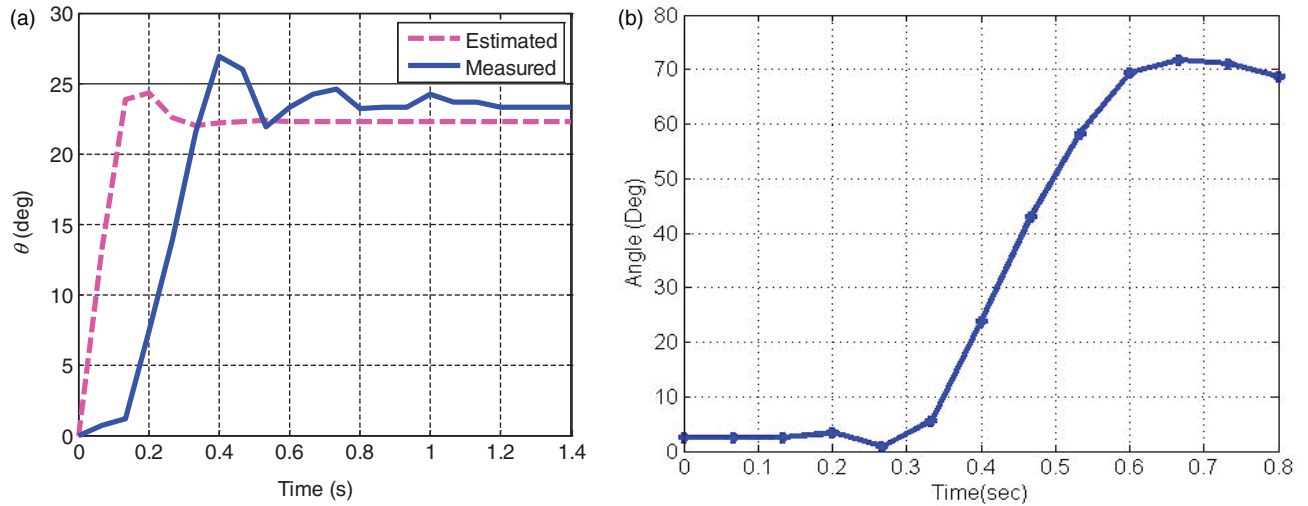 (a)
30
25
20
15
10
5
0
θ (deg)
0 0.2 0.4 0.6 0.8 1 1.2 1.4
Time (s)
Estimated
Measured
(b)
80
70
60
50
40
30
20
10
0
Angle (Deg)
0 0.1 0.2 0.3 0.4 0.5 0.6 0.7 0.8
Time(sec)